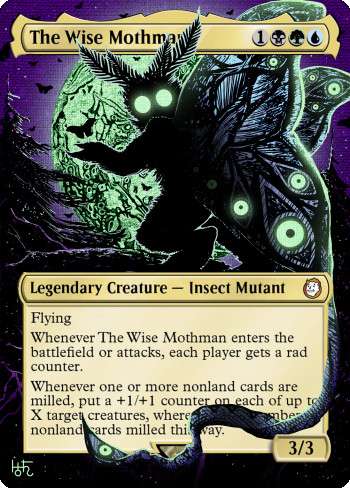 The Wise Mothman 1
Legendary Creature — Insect Mutant
Flying
Whenever The Wise Mothman enters the
battlefield or attacks, each player gets a rad
counter.
Whenever one or more nonland cards are
milled, put a +1/+1 counter on each of up to
X target creatures, where
nonland cards milled this way.
3/3